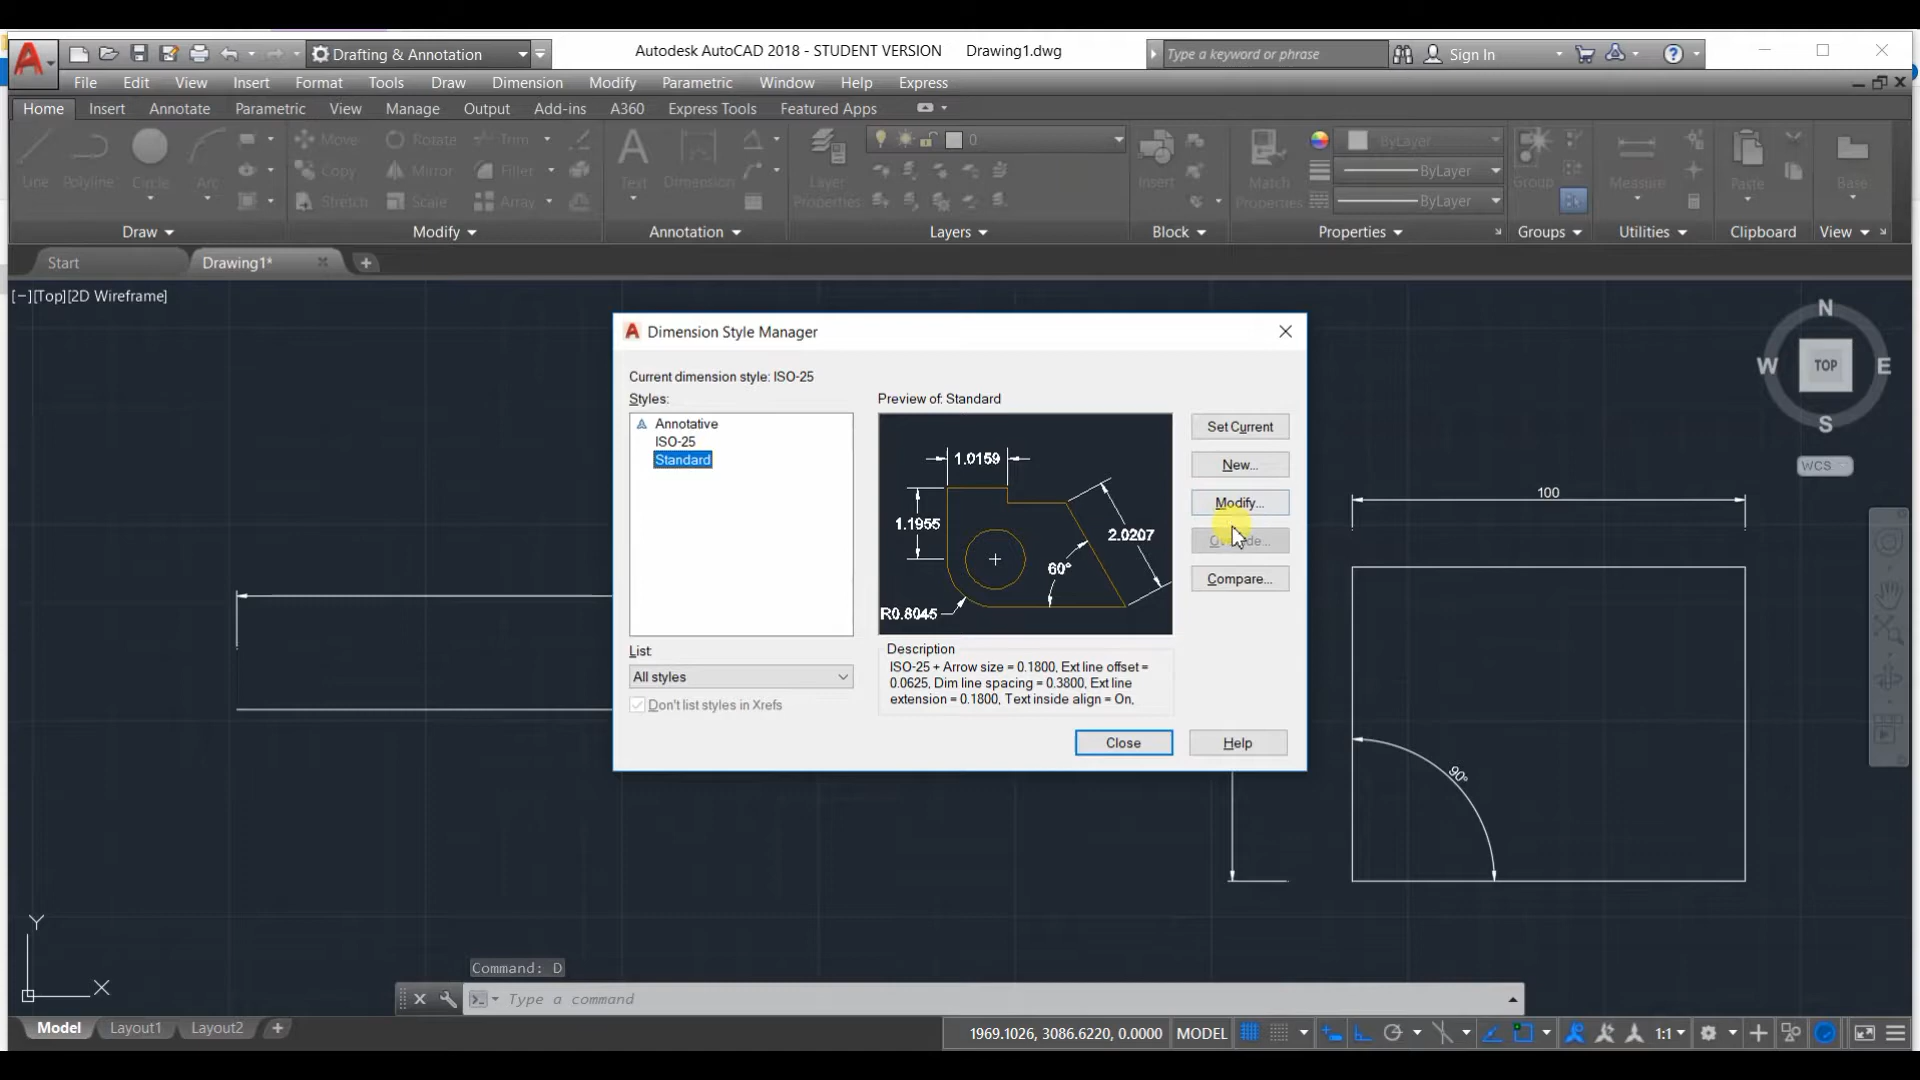 Drafting & Annotation
Autodesk AutoCAD 2018 - STUDENT VERSION Drawing1.dwg
Type a keyword or phrase
Sign In
File Edit View Insert Format Tools Draw Dimension Modify Parametric Window Help Express
Home Insert Annotate Parametric View Manage Output Add-ins A360 Express Tools Featured Apps
Move Rotate Trim
0
ByLayer
Line Polyline Circle Arc
Copy Mirror Fillet
Text Dimension
Layer
Properties
Insert
Match
Properties
ByLayer
Group Measure Paste Base
Stretch Scale Array
ByLayer
Draw Modify Annotation Layers Block Properties Groups Utilities Clipboard View
Start Drawing1*
[−][Top][2D Wireframe]
N
W TOP E
S
WCS
Dimension Style Manager
Current dimension style: ISO-25
Styles:
Preview of: Standard
Annotative
ISO-25
Standard
1.0159
1.1955
2.0207
60°
R0.8045
Set Current
New...
Modify...
Compare...
Description
ISO-25 + Arrow size = 0.1800, Ext line offset =
0.0625, Dim line spacing = 0.3800, Ext line
extension = 0.1800, Text inside align = On,
List:
All styles
Don't list styles in Xrefs
Close Help
100
90°
Y
X
Command: D
Type a command
Model Layout1 Layout2
1969.1026, 3086.6220, 0.0000 MODEL
1:1